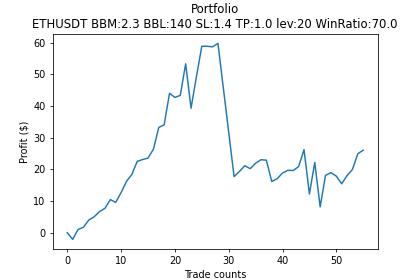 Portfolio
ETHUSDT BBM:2.3 BBL:140 SL:1.4 TP:1.0 lev:20 WinRatio:70.0
Profit ($)
60
50
40
30
20
10
0
0 10 20 30 40 50
Trade counts